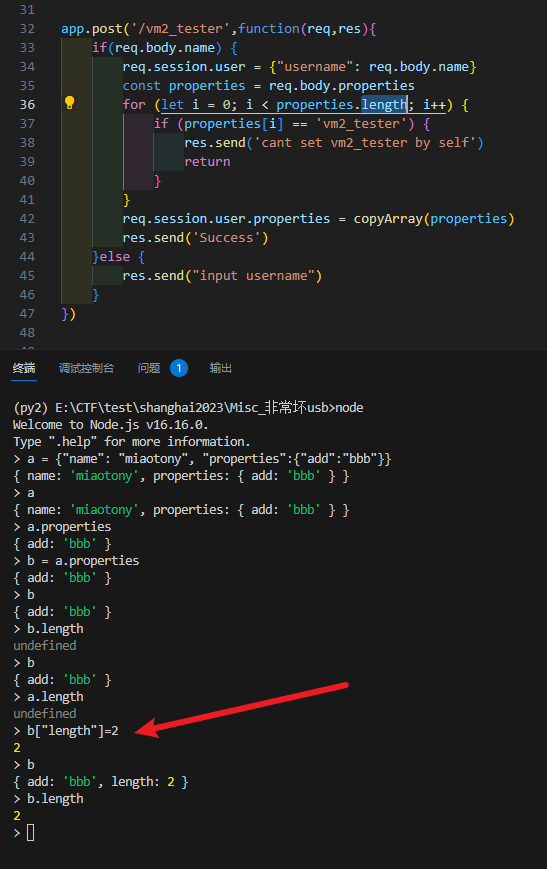 31
32 app.post('/vm2_tester',function(req,res){
33 if(req.body.name) {
34 req.session.user = {"username": req.body.name}
35 const properties = req.body.properties
36 for (let i = 0; i < properties.length; i++) {
37 if (properties[i] == 'vm2_tester') {
38 res.send('cant set vm2_tester by self')
39 return
40 }
41 }
42 req.session.user.properties = copyArray(properties)
43 res.send('Success')
44 }else {
45 res.send("input username")
46 }
47 })
48
终端 调试控制台 问题 1 输出
(py2) E:\CTF\test\shanghai2023\Misc_非常坏usb>node
Welcome to Node.js v16.16.0.
Type ".help" for more information.
> a = {"name": "miaotony", "properties":{"add":"bbb"}}
{ name: 'miaotony', properties: { add: 'bbb' } }
> a
{ name: 'miaotony', properties: { add: 'bbb' } }
> a.properties
{ add: 'bbb' }
> b = a.properties
{ add: 'bbb' }
> b
{ add: 'bbb' }
> b.length
undefined
> b
{ add: 'bbb' }
> a.length
undefined
> b["length"]=2
2
> b
{ add: 'bbb', length: 2 }
> b.length
2
>